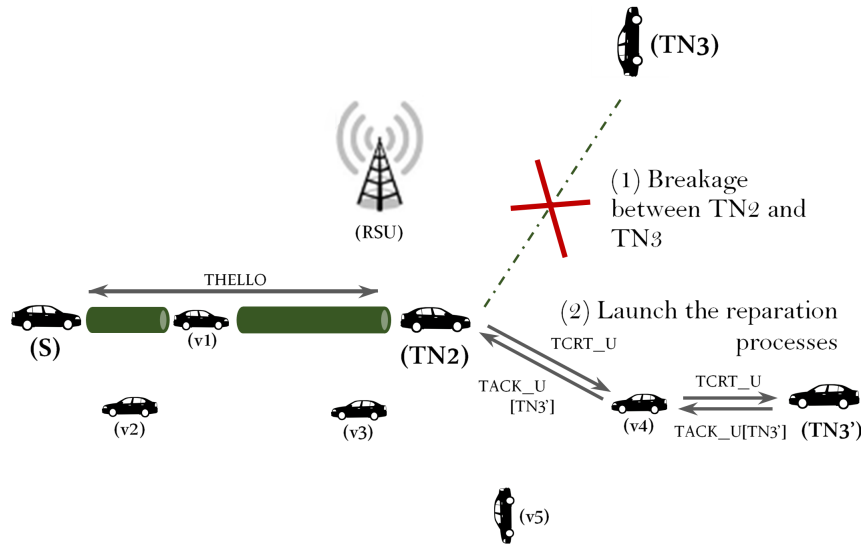 (TN3)
(1) Breakage
between TN2 and
TN3
(RSU)
THELLO
(2) Launch the reparation
processes
(S)
(v1)
(TN2)
TCRT_U
TACK_U
[TN3']
TCRT_U
(v2)
(v3)
(v4)
TACK_U[TN3']
(TN3')
(v5)